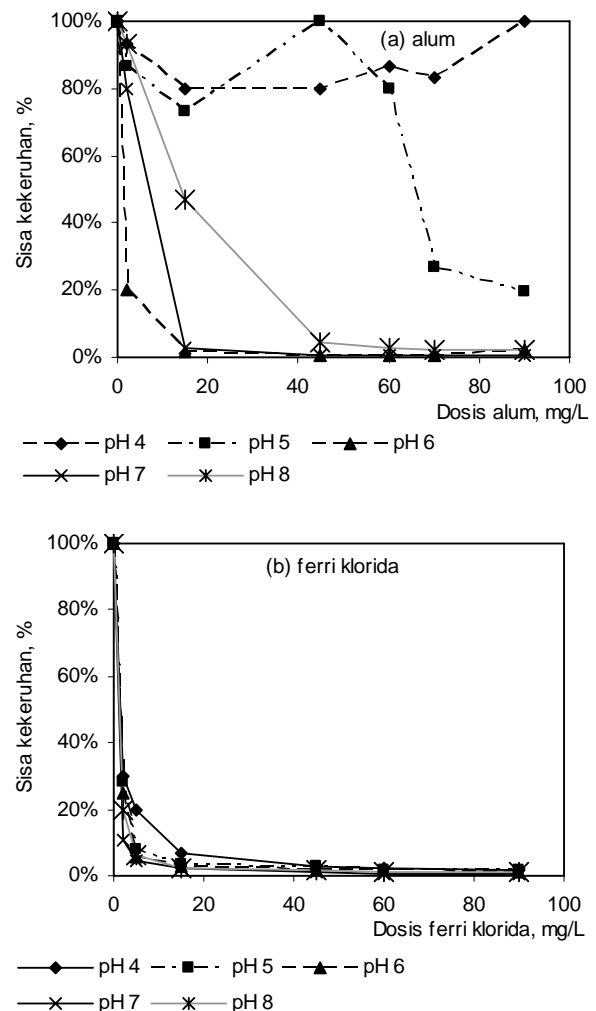 (a) alum
Sisa kekeruhan, %
100%
80%
60%
40%
20%
0%
0 20 40 60 80 100
Dosis alum, mg/L
pH 4 pH 5 pH 6
pH 7 pH 8
(b) ferri klorida
Sisa kekeruhan, %
100%
80%
60%
40%
20%
0%
0 20 40 60 80 100
Dosis ferri klorida, mg/L
pH 4 pH 5 pH 6
pH 7 pH 8